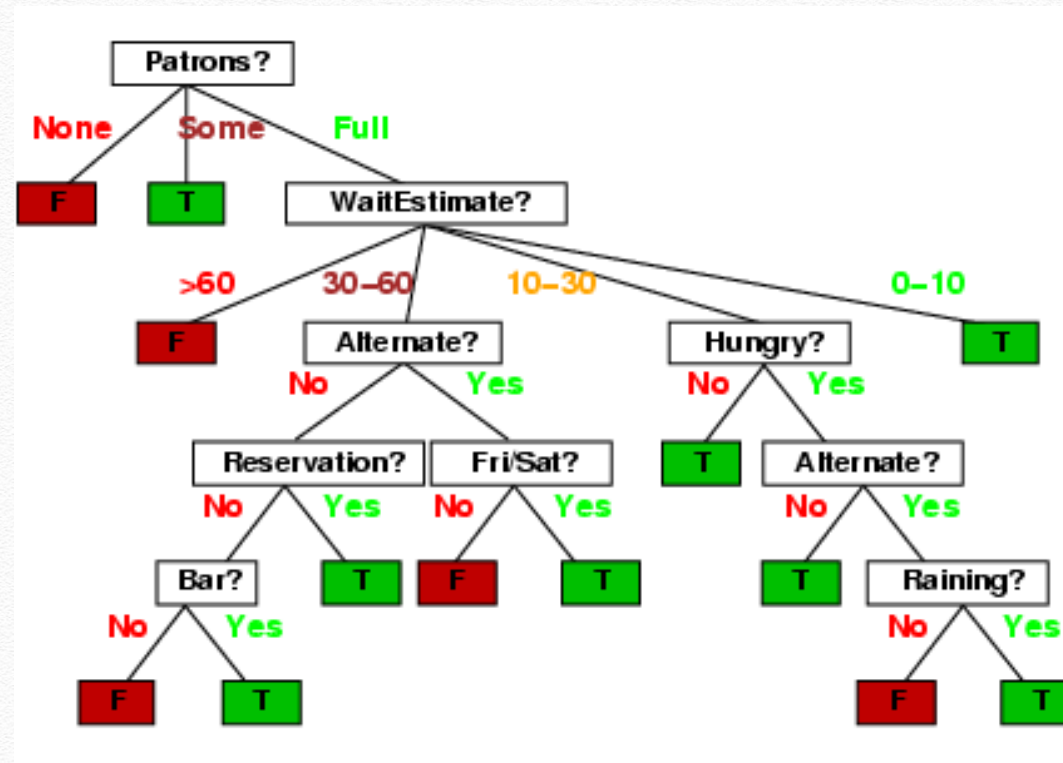 Patrons?
None Some Full
F T WaitEstimate?
>60 30–60 10–30 0–10
F Alternate? Hungry? T
No Yes No Yes
Reservation? Fri/Sat? T Alternate?
No Yes No Yes No Yes
Bar? T F T T Raining?
No Yes No Yes
F T F T